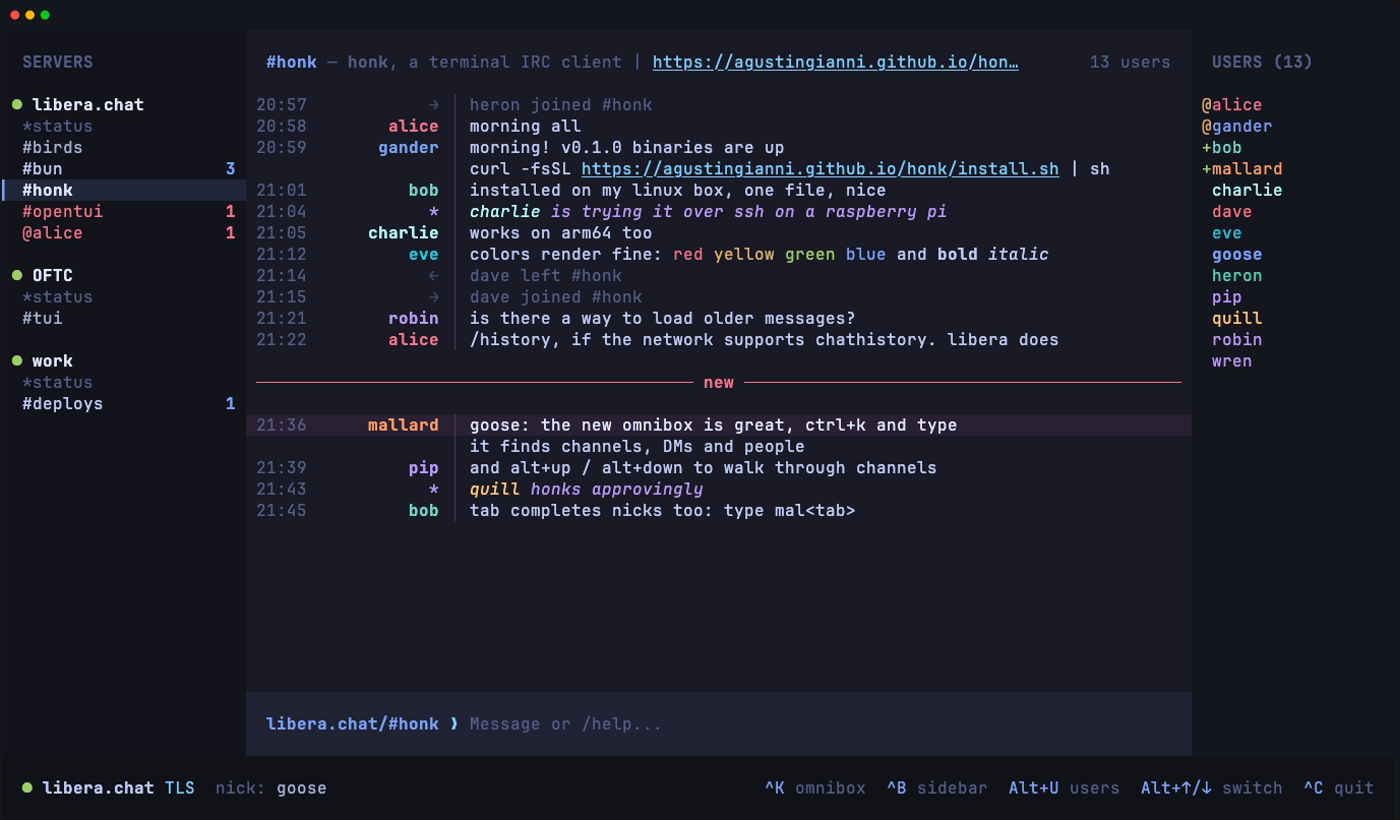 SERVERS
libera.chat
*status
#birds
#bun 3
#honk
#opentui 1
@alice 1
OFTC
*status
#tui
work
*status
#deploys 1
#honk — honk, a terminal IRC client | https://agustingianni.github.io/hon… 13 users
20:57 → heron joined #honk
20:58 alice morning all
20:59 gander morning! v0.1.0 binaries are up
curl -fsSL https://agustingianni.github.io/honk/install.sh | sh
21:01 bob installed on my linux box, one file, nice
21:04 * charlie is trying it over ssh on a raspberry pi
21:05 charlie works on arm64 too
21:12 eve colors render fine: red yellow green blue and bold italic
21:14 ← dave left #honk
21:15 → dave joined #honk
21:21 robin is there a way to load older messages?
21:22 alice /history, if the network supports chathistory. libera does
new
21:36 mallard goose: the new omnibox is great, ctrl+k and type
it finds channels, DMs and people
21:39 pip and alt+up / alt+down to walk through channels
21:43 * quill honks approvingly
21:45 bob tab completes nicks too: type mal<tab>
libera.chat/#honk ❯ Message or /help...
USERS (13)
@alice
@gander
+bob
+mallard
charlie
dave
eve
goose
heron
pip
quill
robin
wren
libera.chat TLS nick: goose ^K omnibox ^B sidebar Alt+U users Alt+↑/↓ switch ^C quit